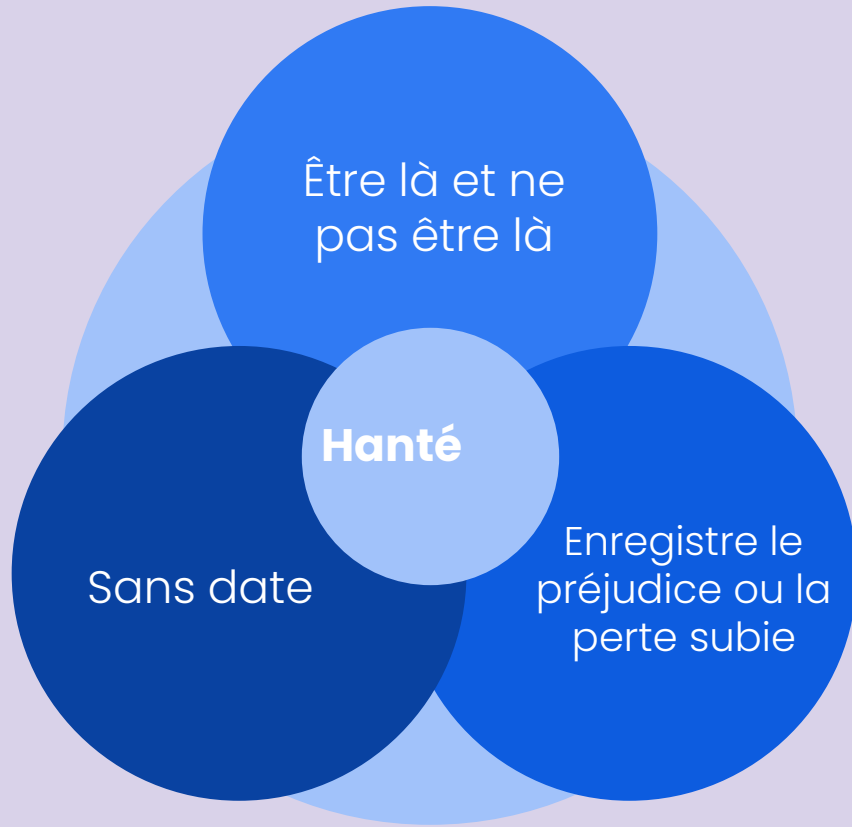 Être là et ne
pas être là
Hanté
Sans date
Enregistre le
préjudice ou la
perte subie